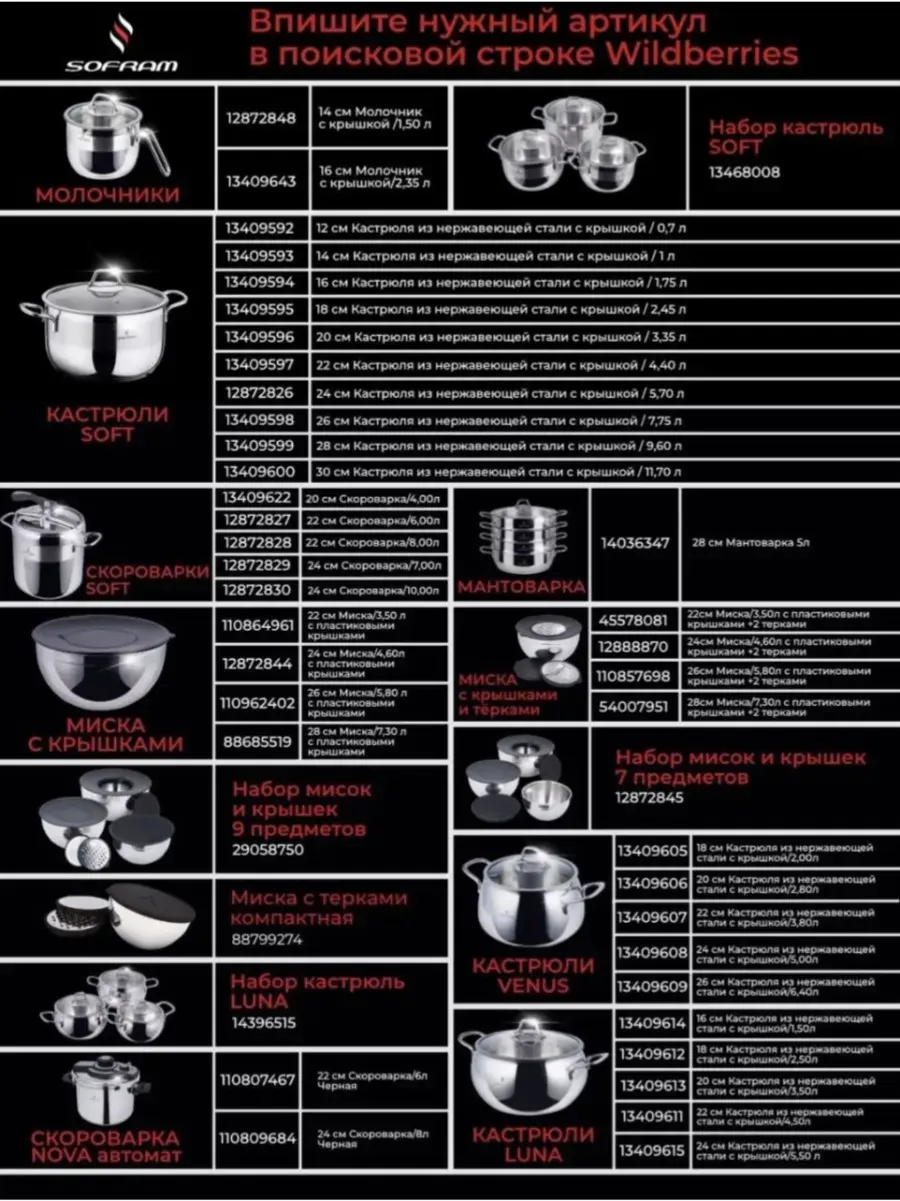 SOFRAM
Впишите нужный артикул
в поисковой строке Wildberries
МОЛОЧНИКИ
12872848
14 см Молочник
с крышкой /1,50 л
13409643
16 см Молочник
с крышкой/2,35 л
Набор кастрюль
SOFT
13468008
КАСТРЮЛИ
SOFT
13409592 12 см Кастрюля из нержавеющей стали с крышкой / 0,7 л
13409593 14 см Кастрюля из нержавеющей стали с крышкой / 1 л
13409594 16 см Кастрюля из нержавеющей стали с крышкой / 1,75 л
13409595 18 см Кастрюля из нержавеющей стали с крышкой / 2,45 л
13409596 20 см Кастрюля из нержавеющей стали с крышкой / 3,35 л
13409597 22 см Кастрюля из нержавеющей стали с крышкой / 4,40 л
12872826 24 см Кастрюля из нержавеющей стали с крышкой / 5,70 л
13409598 26 см Кастрюля из нержавеющей стали с крышкой / 7,75 л
13409599 28 см Кастрюля из нержавеющей стали с крышкой / 9,60 л
13409600 30 см Кастрюля из нержавеющей стали с крышкой / 11,70 л
СКОРОВАРКИ
SOFT
13409622 20 см Скороварка/4,00л
12872827 22 см Скороварка/6,00л
12872828 22 см Скороварка/8,00л
12872829 24 см Скороварка/7,00л
12872830 24 см Скороварка/10,00л
МАНТОВАРКА
14036347 28 см Мантоварка 5л
МИСКА
С КРЫШКАМИ
110864961
22 см Миска/3,50 л
с пластиковыми
крышками
12872844
24 см Миска/4,60л
с пластиковыми
крышками
110962402
26 см Миска/5,80 л
с пластиковыми
крышками
88685519
28 см Миска/7,30 л
с пластиковыми
крышками
МИСКА
с крышками
и тёрками
45578081
22см Миска/3,50л с пластиковыми
крышками +2 терками
12888870
24см Миска/4,60л с пластиковыми
крышками +2 терками
110857698
26см Миска/5,80л с пластиковыми
крышками +2 терками
54007951
28см Миска/7,30л с пластиковыми
крышками +2 терками
Набор мисок
и крышек
9 предметов
29058750
Набор мисок и крышек
7 предметов
12872845
Миска с терками
компактная
88799274
Набор кастрюль
LUNA
14396515
СКОРОВАРКА
NOVA автомат
110807467
22 см Скороварка/6л
Черная
110809684
24 см Скороварка/8л
Черная
КАСТРЮЛИ
VENUS
13409605
18 см Кастрюля из нержавеющей
стали с крышкой/2,00л
13409606
20 см Кастрюля из нержавеющей
стали с крышкой/2,80л
13409607
22 см Кастрюля из нержавеющей
стали с крышкой/3,80л
13409608
24 см Кастрюля из нержавеющей
стали с крышкой/5,00л
13409609
26 см Кастрюля из нержавеющей
стали с крышкой/6,40л
КАСТРЮЛИ
LUNA
13409614
16 см Кастрюля из нержавеющей
стали с крышкой/1,50л
13409612
18 см Кастрюля из нержавеющей
стали с крышкой/2,50л
13409613
20 см Кастрюля из нержавеющей
стали с крышкой/3,50л
13409611
22 см Кастрюля из нержавеющей
стали с крышкой/4,50л
13409615
24 см Кастрюля из нержавеющей
стали с крышкой/5,50 л